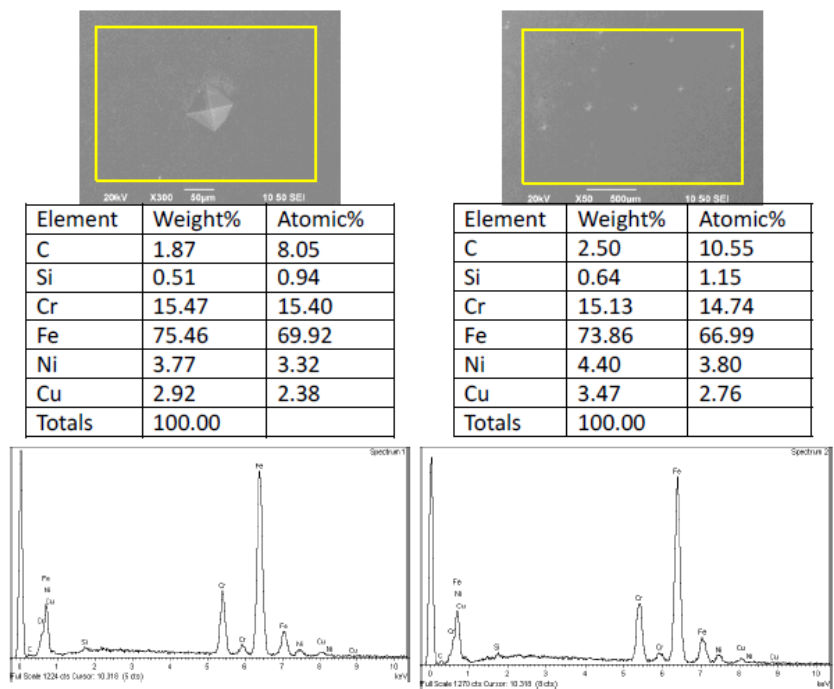 20kV X300 50µm 10 50 SEI
20kV X50 500µm 10 50 SEI
Element Weight% Atomic%
C 1.87 8.05
Si 0.51 0.94
Cr 15.47 15.40
Fe 75.46 69.92
Ni 3.77 3.32
Cu 2.92 2.38
Totals 100.00
Element Weight% Atomic%
C 2.50 10.55
Si 0.64 1.15
Cr 15.13 14.74
Fe 73.86 66.99
Ni 4.40 3.80
Cu 3.47 2.76
Totals 100.00
Spectrum 1
Fe
Fe
Ni
Cu
Cr
C
Si
Cr
Cr
Fe
Ni
Cu
Ni
Cu
0 1 2 3 4 5 6 7 8 9 10
Full Scale 1224 cts Cursor: 10.318 (5 cts) keV
Spectrum 2
Fe
Fe
Ni
Cu
Cr
C
Si
Cr
Cr
Fe
Ni
Cu
Ni
Cu
0 1 2 3 4 5 6 7 8 9 10
Full Scale 1270 cts Cursor: 10.318 (8 cts) keV